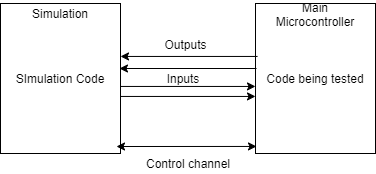 Simulation
Main
Microcontroller
Outputs
SImulation Code
Inputs
Code being tested
Control channel